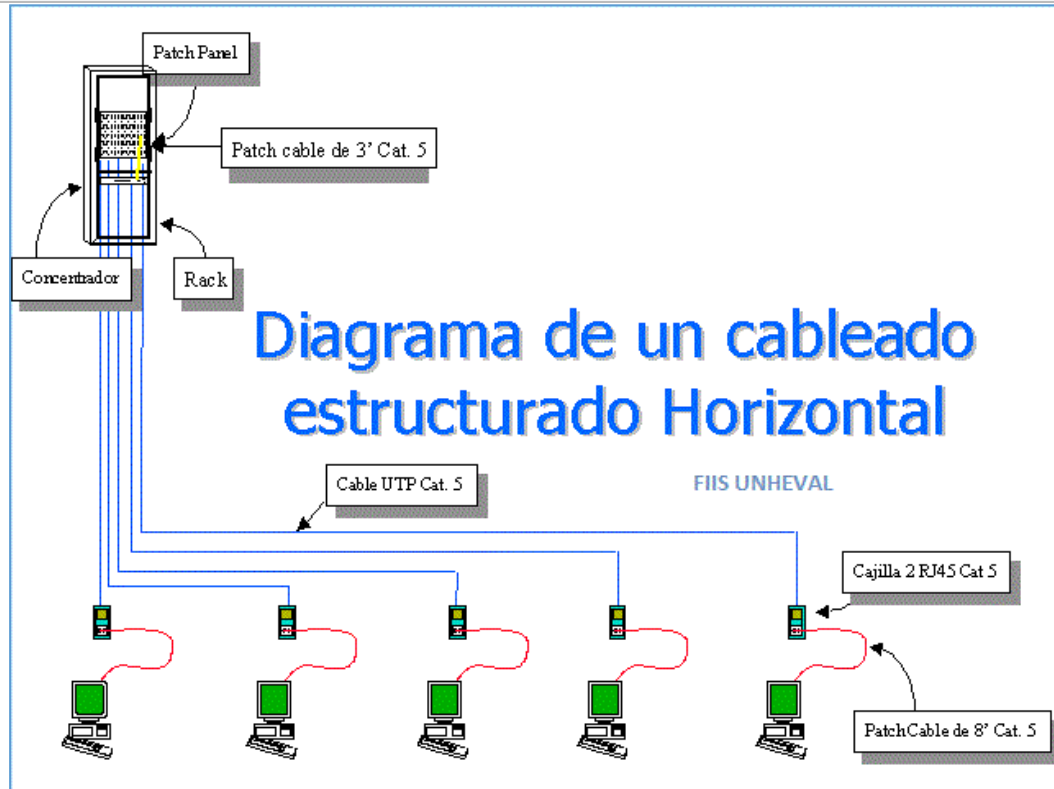 Patch Panel
Patch cable de 3' Cat. 5
Concentrador
Rack
Diagrama de un cableado
estructurado Horizontal
FIIS UNHEVAL
Cable UTP Cat. 5
Cajilla 2 RJ45 Cat 5
PatchCable de 8' Cat. 5